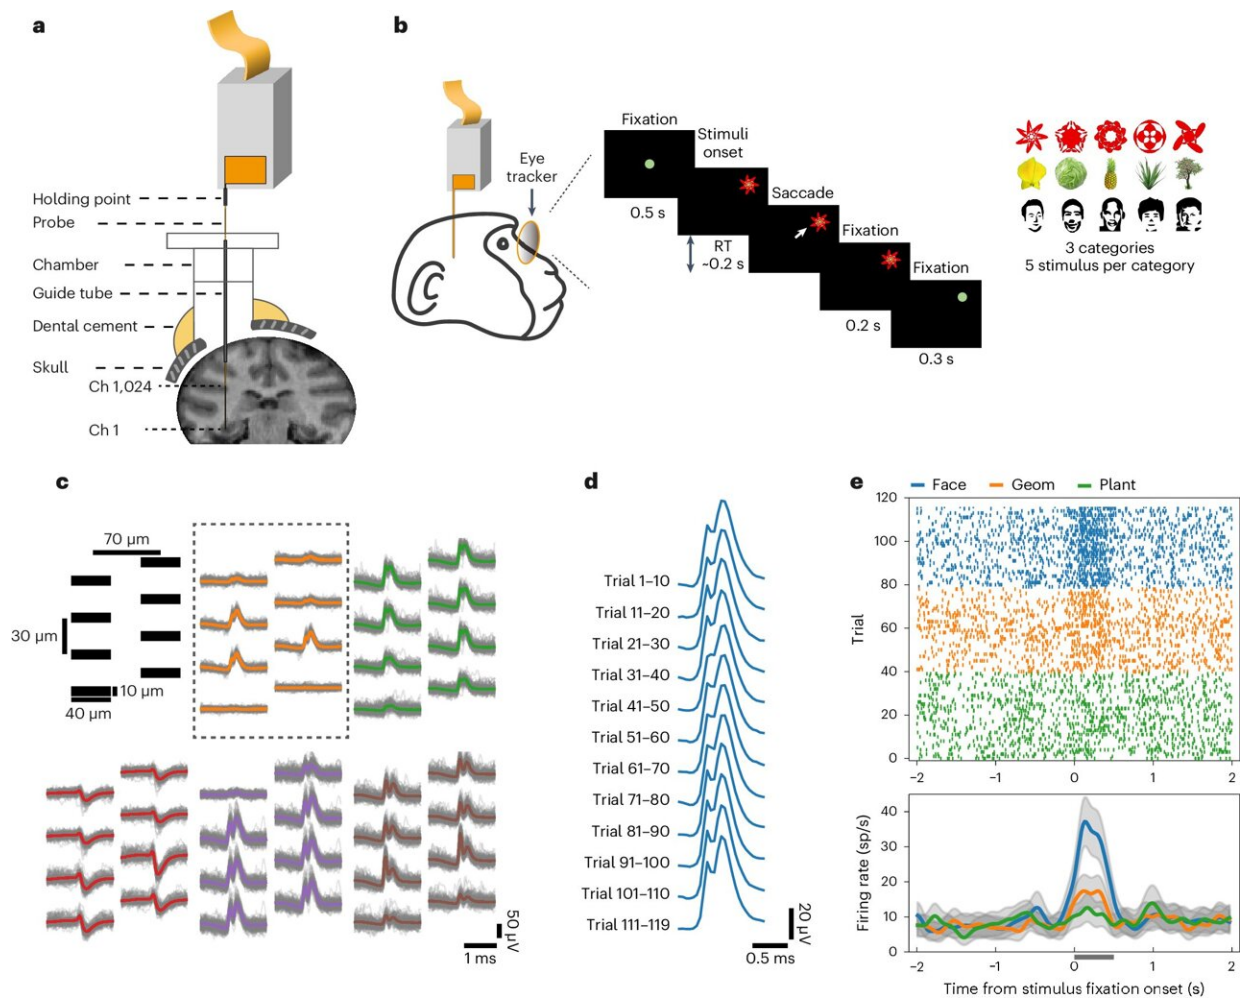 a
Holding point
Probe
Chamber
Guide tube
Dental cement
Skull
Ch 1,024
Ch 1
b
Eye
tracker
Fixation
0.5 s
Stimuli
onset
RT
~0.2 s
Saccade
Fixation
0.2 s
Fixation
0.3 s
3 categories
5 stimulus per category
c
70 µm
30 µm
10 µm
40 µm
50 µV
1 ms
d
Trial 1–10
Trial 11–20
Trial 21–30
Trial 31–40
Trial 41–50
Trial 51–60
Trial 61–70
Trial 71–80
Trial 81–90
Trial 91–100
Trial 101–110
Trial 111–119
20 µV
0.5 ms
e
Face Geom Plant
120
100
80
60
40
20
0
Trial
–2 –1 0 1 2
40
30
20
10
0
Firing rate (sp/s)
–2 –1 0 1 2
Time from stimulus fixation onset (s)